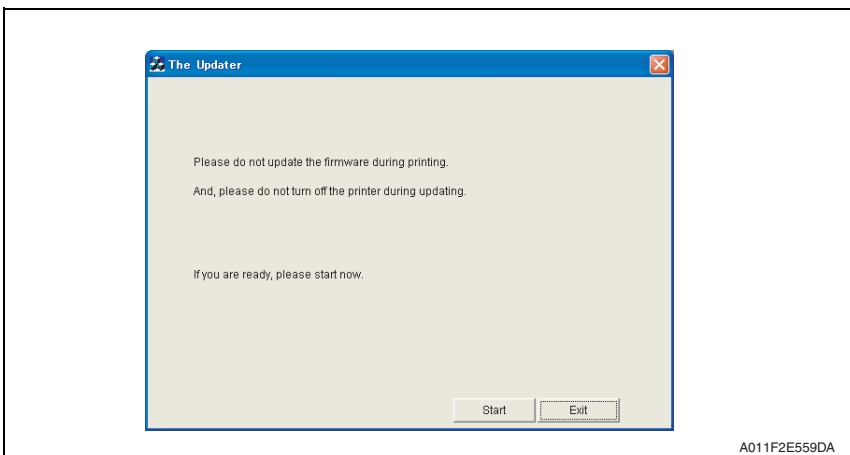 The Updater
Please do not update the firmware during printing.
And, please do not turn off the printer during updating.
If you are ready, please start now.
Start Exit
A011F2E559DA